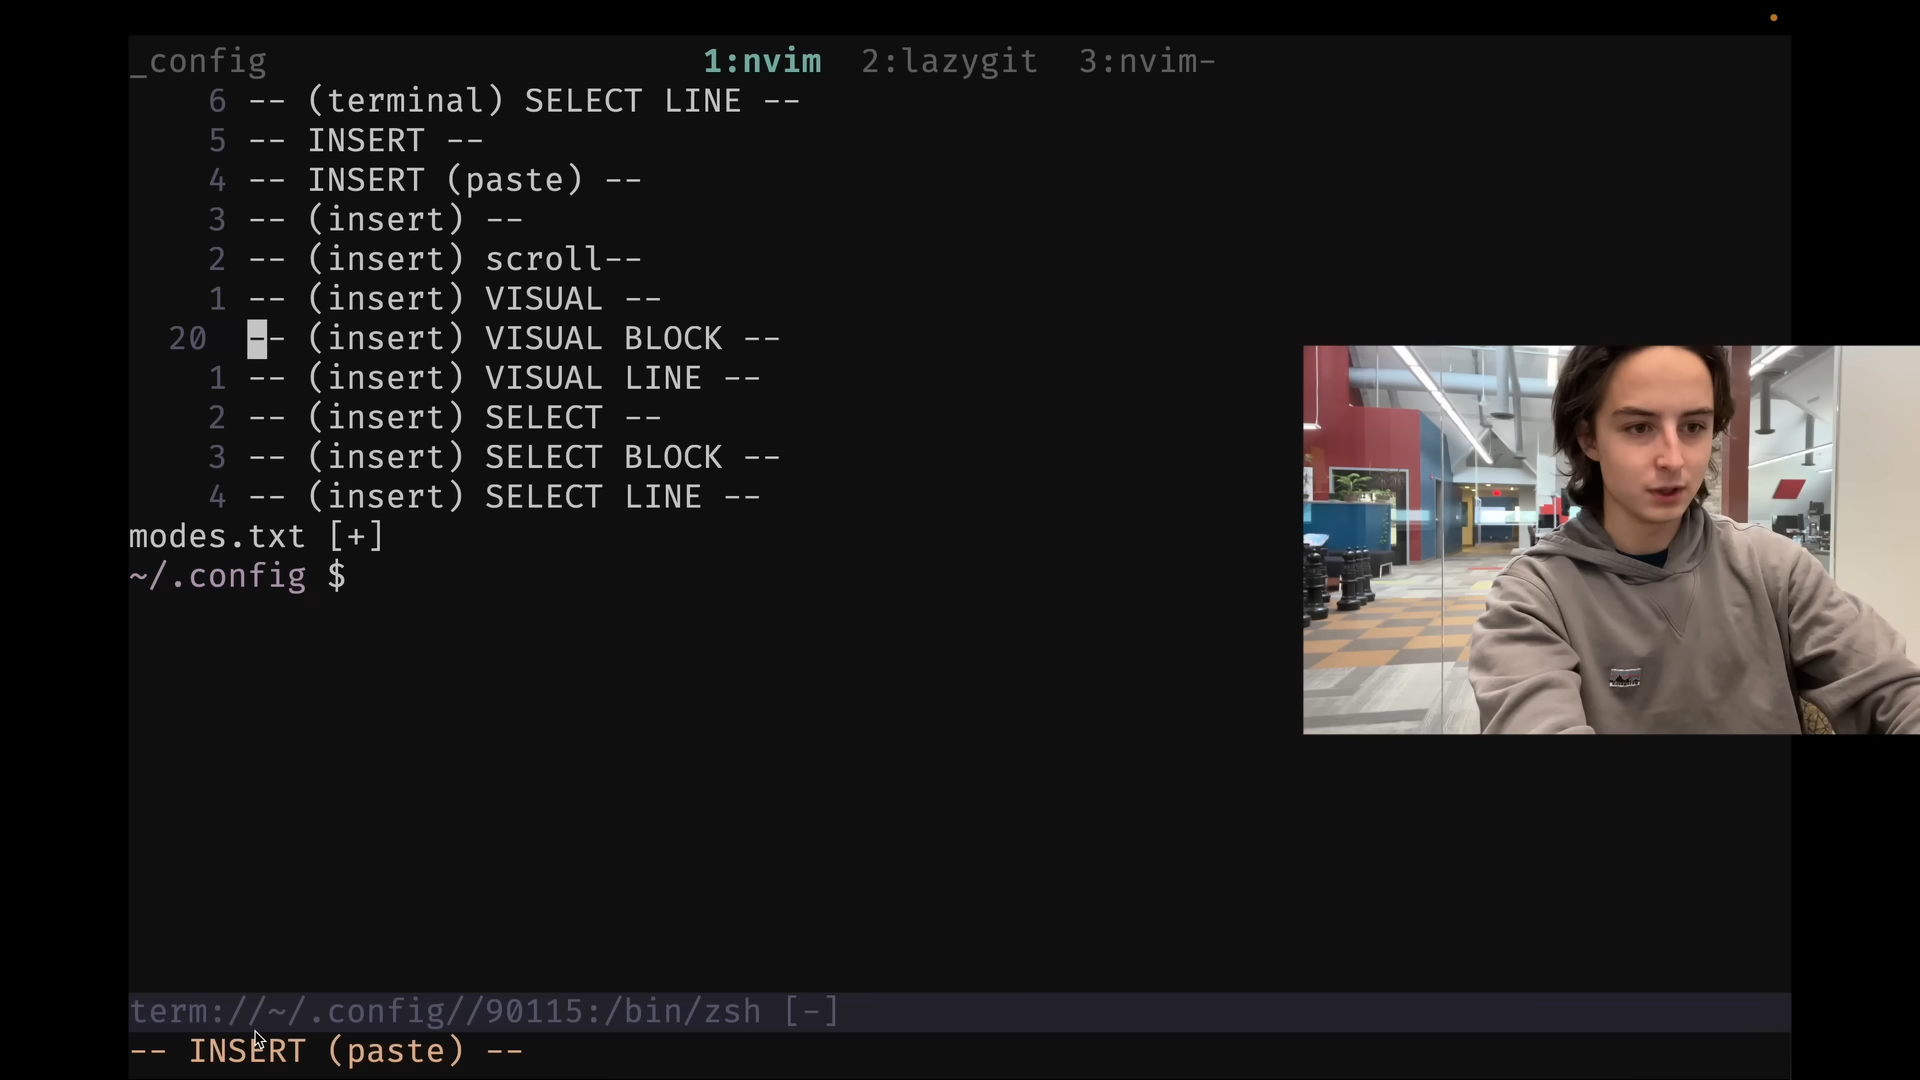 _config 1:nvim 2:lazygit 3:nvim-
6 -- (terminal) SELECT LINE --
5 -- INSERT --
4 -- INSERT (paste) --
3 -- (insert) --
2 -- (insert) scroll--
1 -- (insert) VISUAL --
20 -- (insert) VISUAL BLOCK --
1 -- (insert) VISUAL LINE --
2 -- (insert) SELECT --
3 -- (insert) SELECT BLOCK --
4 -- (insert) SELECT LINE --
modes.txt [+]
~/.config $
term://~/.config//90115:/bin/zsh [-]
-- INSERT (paste) --